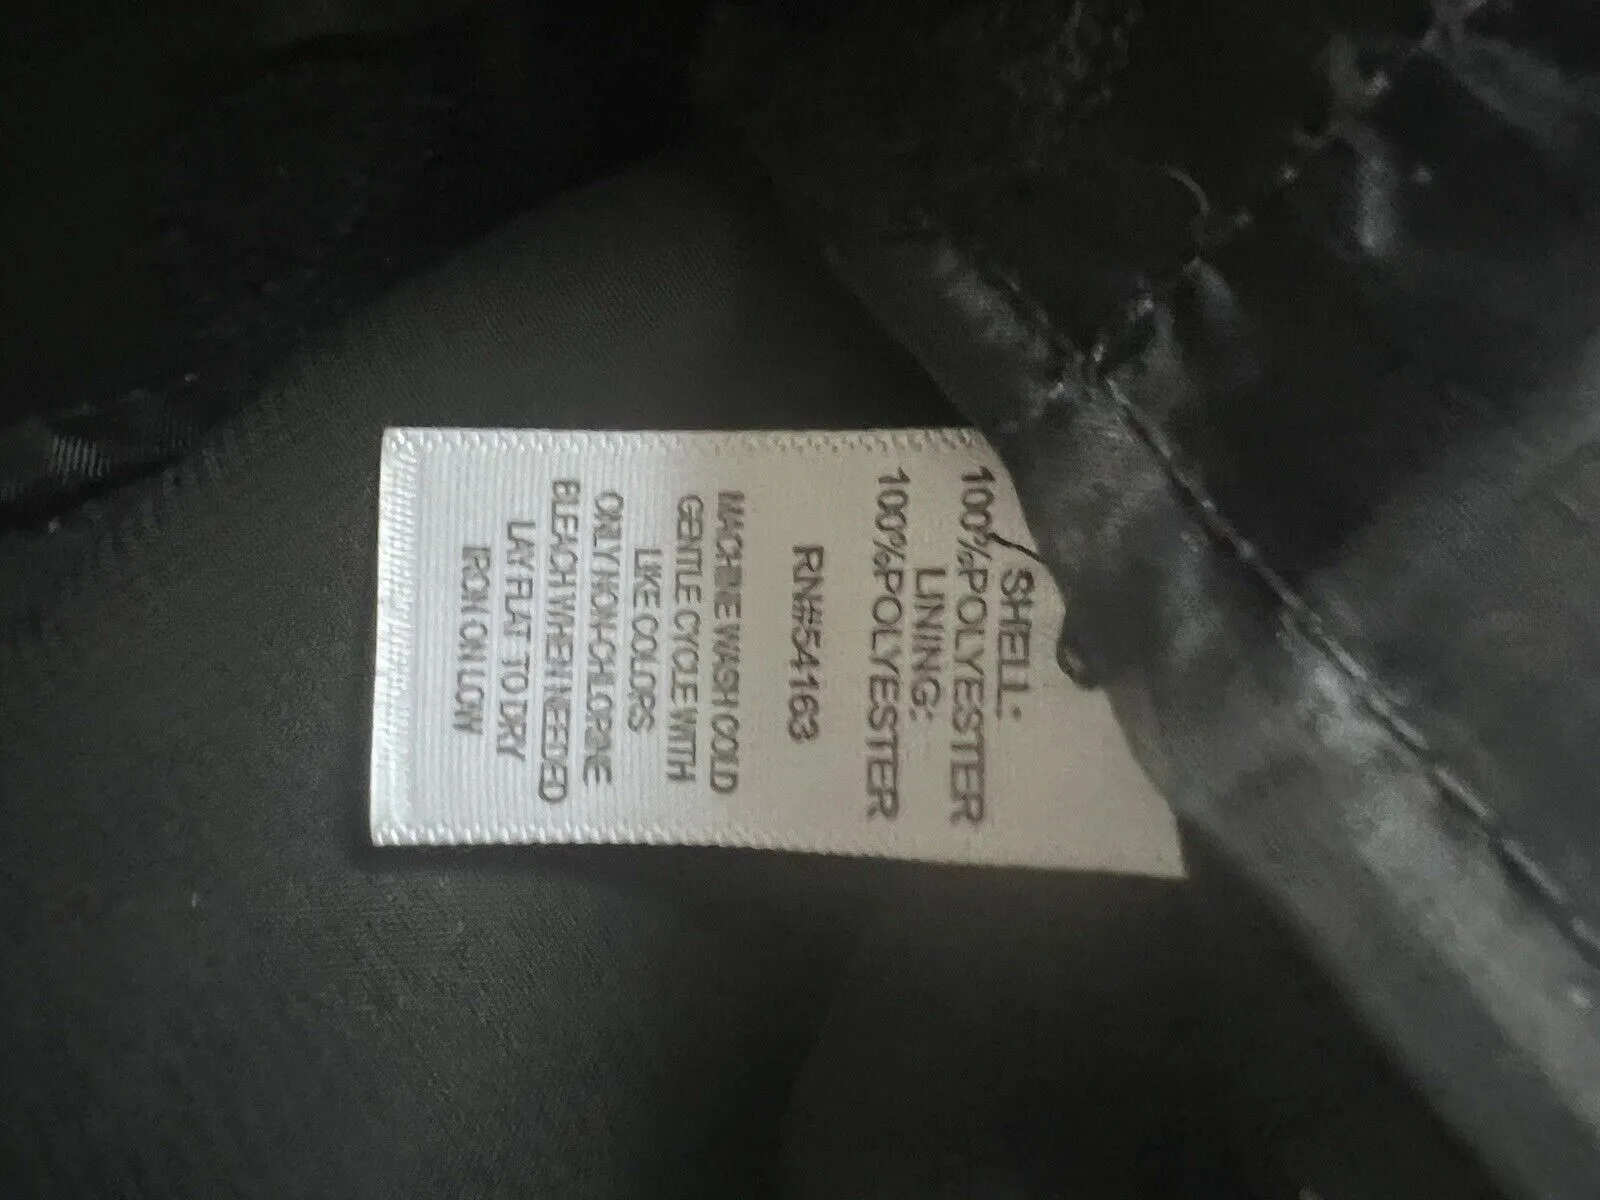 SHELL:
100%POLYESTER
LINING:
100%POLYESTER
RN#54163
MACHINE WASH COLD
GENTLE CYCLE WITH
LIKE COLORS
ONLY NON-CHLORINE
BLEACH WHEN NEEDED
LAY FLAT TO DRY
IRON ON LOW